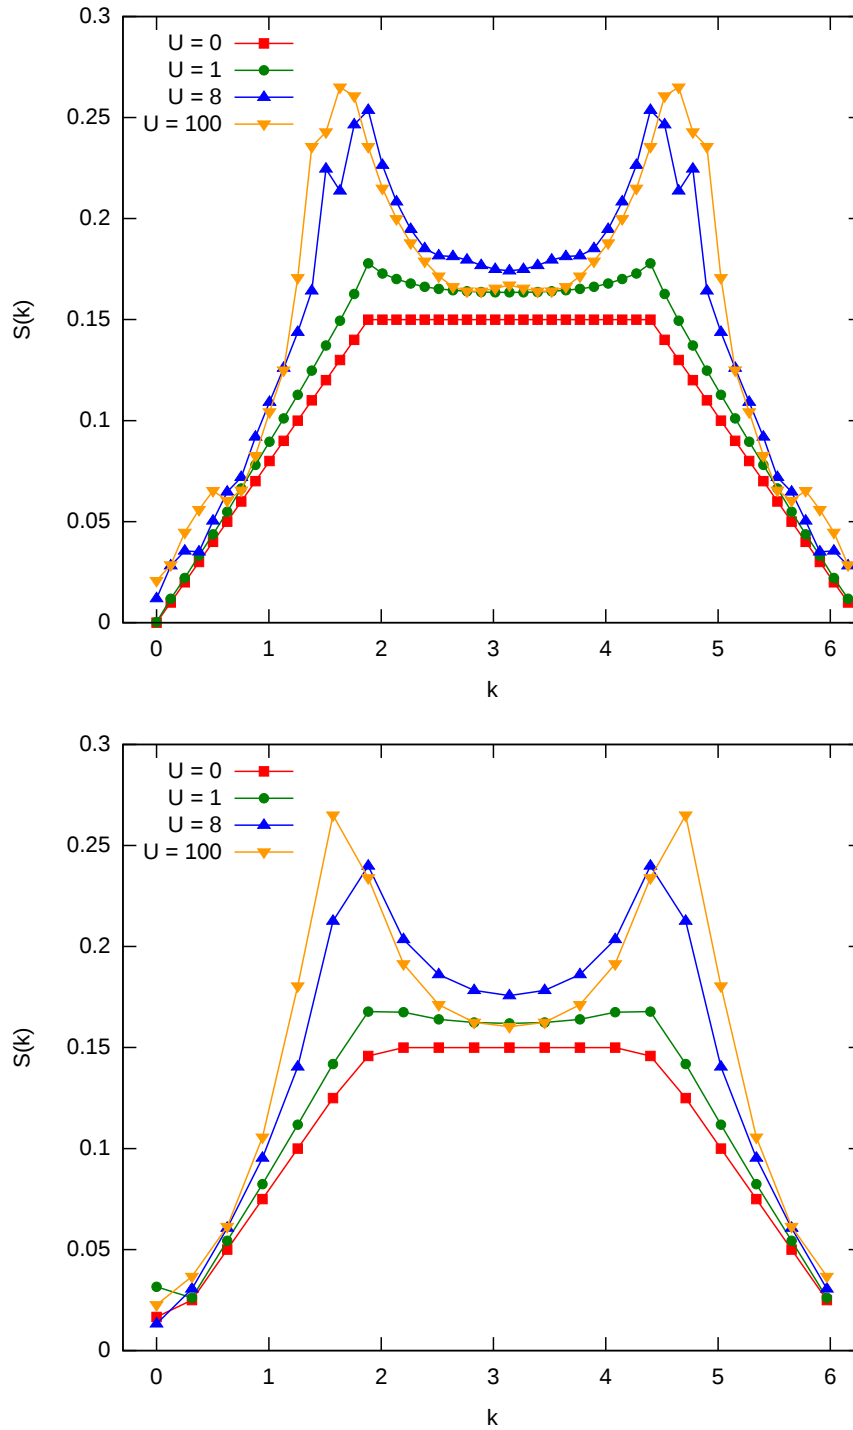 0.3
U = 0
U = 1
0.25
U = 8
U = 100
0.2
S(k)
0.15
0.1
0.05
0
0 1 2 3 4 5 6
k
0.3
U = 0
U = 1
0.25
U = 8
U = 100
0.2
S(k)
0.15
0.1
0.05
0
0 1 2 3 4 5 6
k